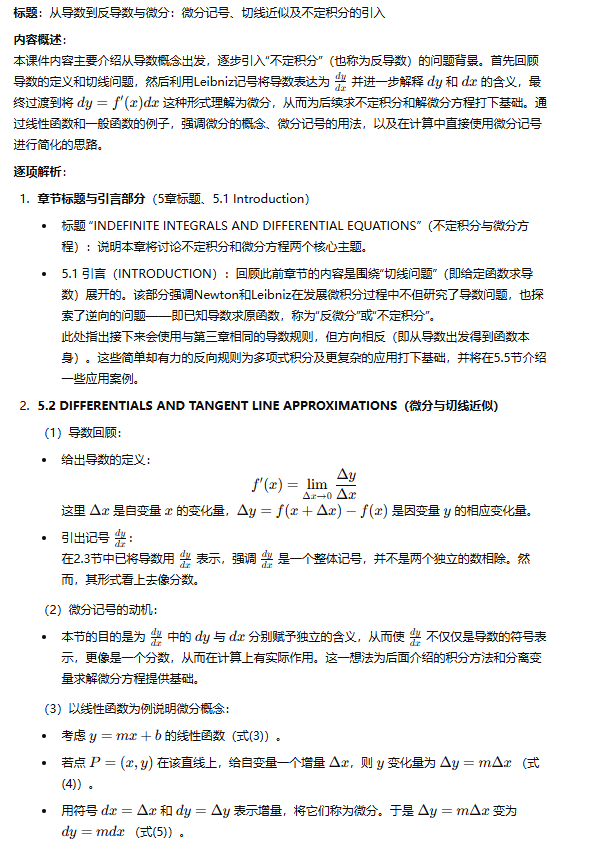 标题：从导数到反导数与微分：微分记号、切线近似及不定积分的引入
内容概述：
本课件内容主要介绍从导数概念出发，逐步引入“不定积分”（也称为反导数）的问题背景。首先回顾
导数的定义和切线问题，然后利用Leibniz记号将导数表达为 $\frac{dy}{dx}$ 并进一步解释 $dy$ 和 $dx$ 的含义，最
终过渡到将 $dy = f'(x)dx$ 这种形式理解为微分，从而为后续求不定积分和解微分方程打下基础。通
过线性函数和一般函数的例子，强调微分的概念、微分记号的用法，以及在计算中直接使用微分记号
进行简化的思路。
逐项解析：
1. 章节标题与引言部分（5章标题、5.1 Introduction）
• 标题 “INDEFINITE INTEGRALS AND DIFFERENTIAL EQUATIONS”（不定积分与微分方
程）：说明本章将讨论不定积分和微分方程两个核心主题。
• 5.1 引言（INTRODUCTION）：回顾此前章节的内容是围绕“切线问题”（即给定函数求导
数）展开的。该部分强调Newton和Leibniz在发展微积分过程中不但研究了导数问题，也探
索了逆向的问题——即已知导数求原函数，称为“反微分”或“不定积分”。
此处指出接下来会使用与第三章相同的导数规则，但方向相反（即从导数出发得到函数本
身）。这些简单却有力的反向规则为多项式积分及更复杂的应用打下基础，并将在5.5节介绍
一些应用案例。
2. 5.2 DIFFERENTIALS AND TANGENT LINE APPROXIMATIONS（微分与切线近似）
（1）导数回顾：
• 给出导数的定义：
$f'(x) = \lim_{\Delta x \to 0} \frac{\Delta y}{\Delta x}$
这里 $\Delta x$ 是自变量 $x$ 的变化量，$\Delta y = f(x + \Delta x) - f(x)$ 是因变量 $y$ 的相应变化量。
• 引出记号 $\frac{dy}{dx}$：
在2.3节中已将导数用 $\frac{dy}{dx}$ 表示，强调 $\frac{dy}{dx}$ 是一个整体记号，并不是两个独立的数相除。然
而，其形式看上去像分数。
（2）微分记号的动机：
• 本节的目的是为 $\frac{dy}{dx}$ 中的 $dy$ 与 $dx$ 分别赋予独立的含义，从而使 $\frac{dy}{dx}$ 不仅仅是导数的符号表
示，更像是一个分数，从而在计算上有实际作用。这一想法为后面介绍的积分方法和分离变
量求解微分方程提供基础。
（3）以线性函数为例说明微分概念：
• 考虑 $y = mx + b$ 的线性函数（式(3)）。
• 若点 $P = (x, y)$ 在该直线上，给自变量一个增量 $\Delta x$，则 $y$ 变化量为 $\Delta y = m\Delta x$ （式
(4)）。
• 用符号 $dx = \Delta x$ 和 $dy = \Delta y$ 表示增量，将它们称为微分。于是 $\Delta y = m\Delta x$ 变为
$dy = mdx$ （式(5)）。